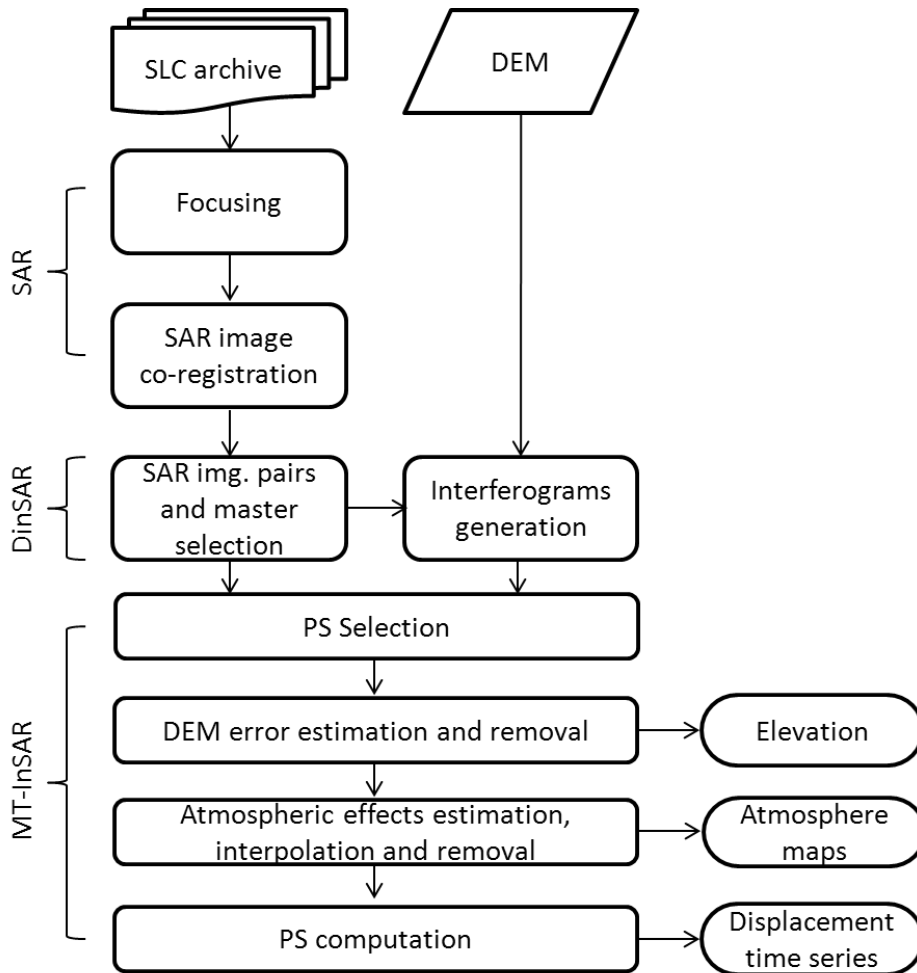 SLC archive
DEM
SAR
Focusing
SAR image
co-registration
DinSAR
SAR img. pairs
and master
selection
Interferograms
generation
MT-InSAR
PS Selection
DEM error estimation and removal
Elevation
Atmospheric effects estimation,
interpolation and removal
Atmosphere
maps
PS computation
Displacement
time series